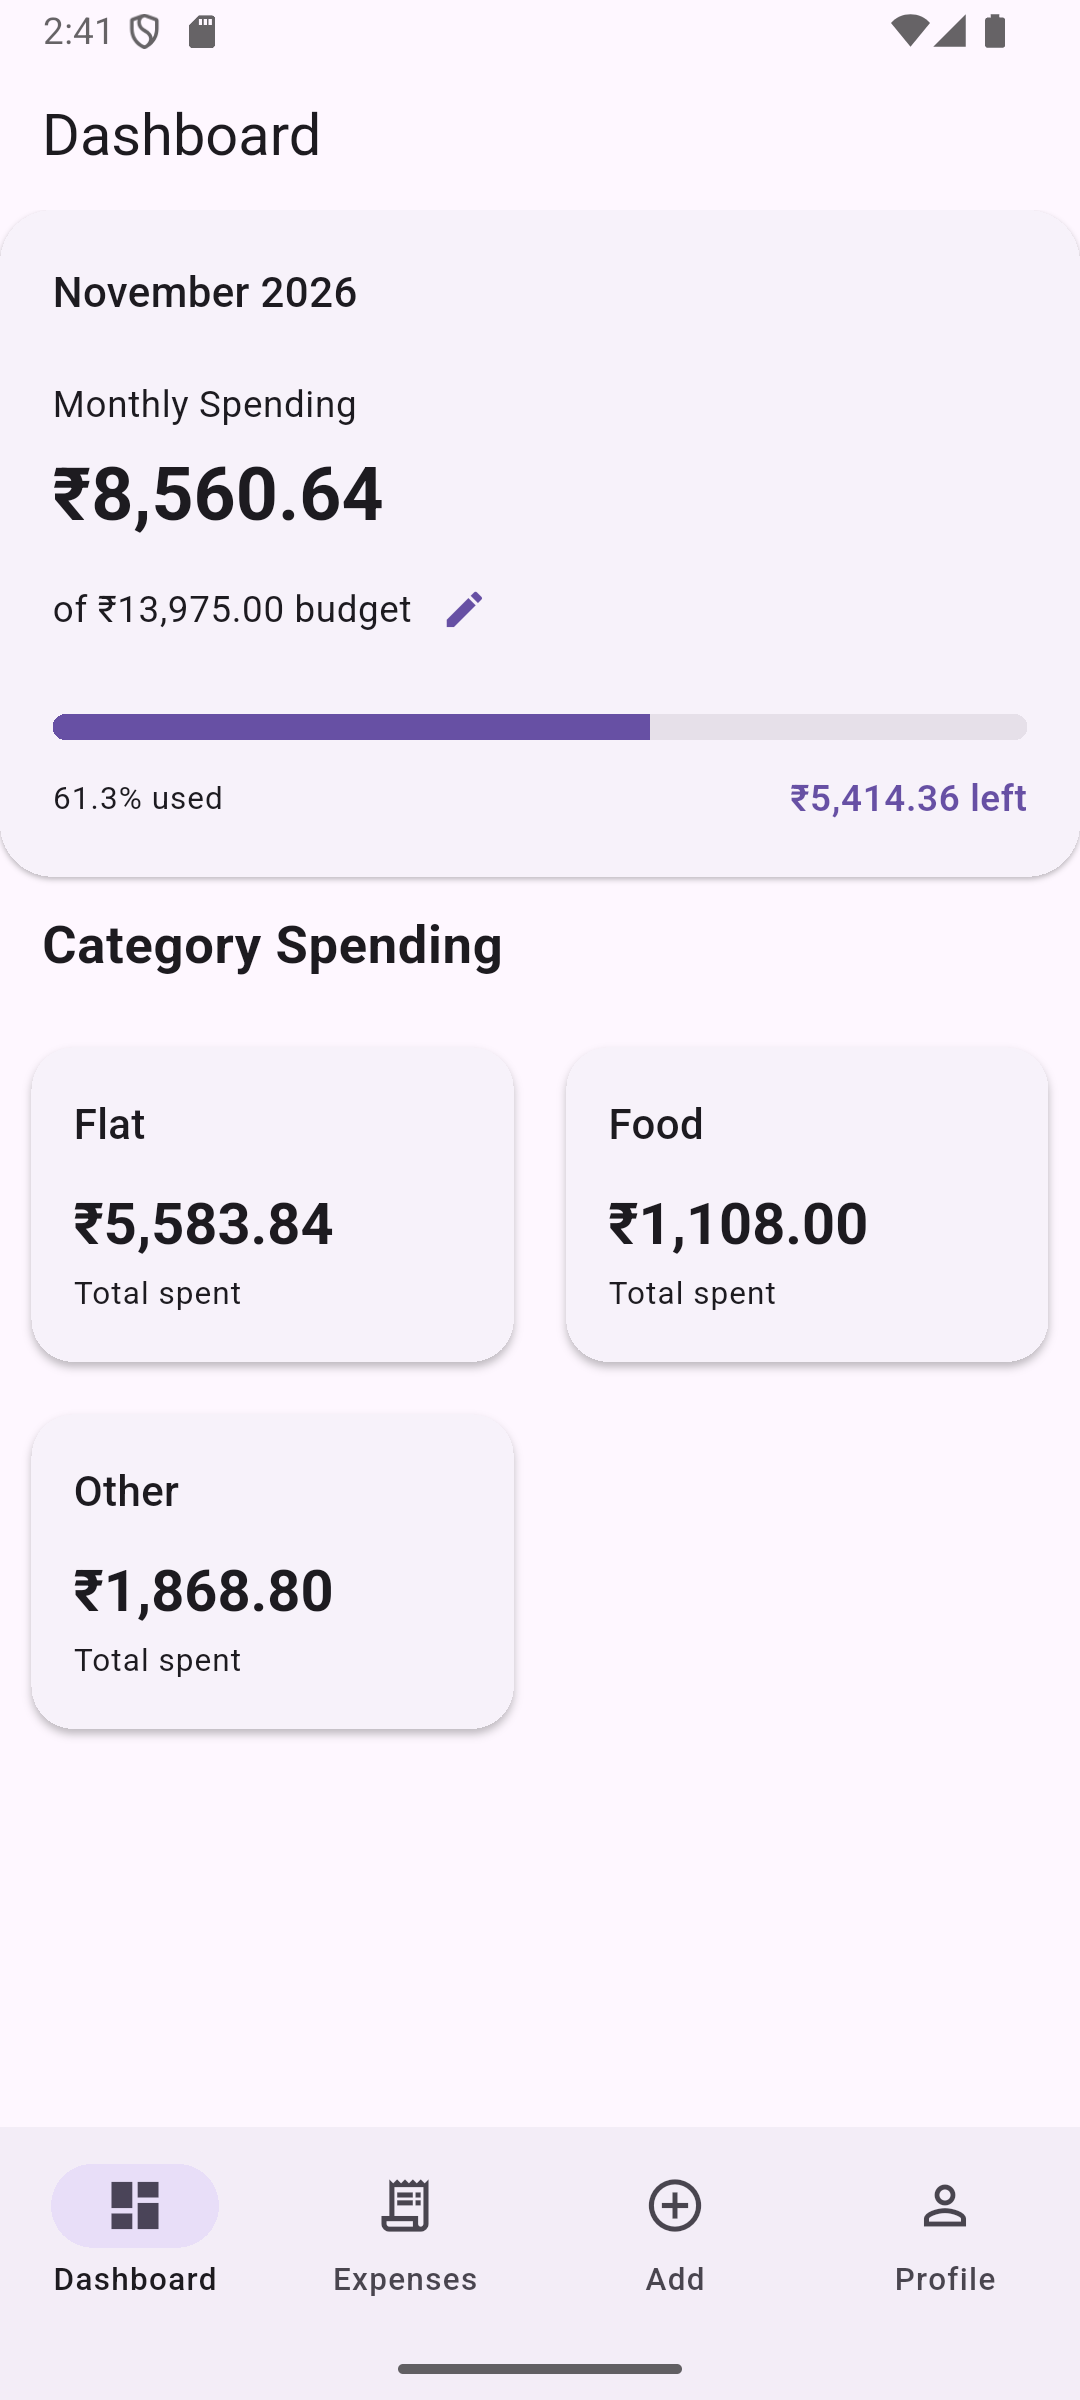 2:41
Dashboard
November 2026
Monthly Spending
₹8,560.64
of ₹13,975.00 budget
61.3% used
₹5,414.36 left
Category Spending
Flat
₹5,583.84
Total spent
Food
₹1,108.00
Total spent
Other
₹1,868.80
Total spent
Dashboard
Expenses
Add
Profile